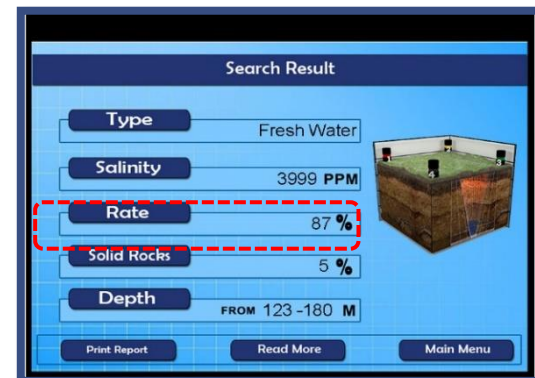 Search Result
Type
Fresh Water
Salinity
3999 PPM
Rate
87 %
Solid Rocks
5 %
Depth
FROM 123-180 M
Print Report
Read More
Main Menu